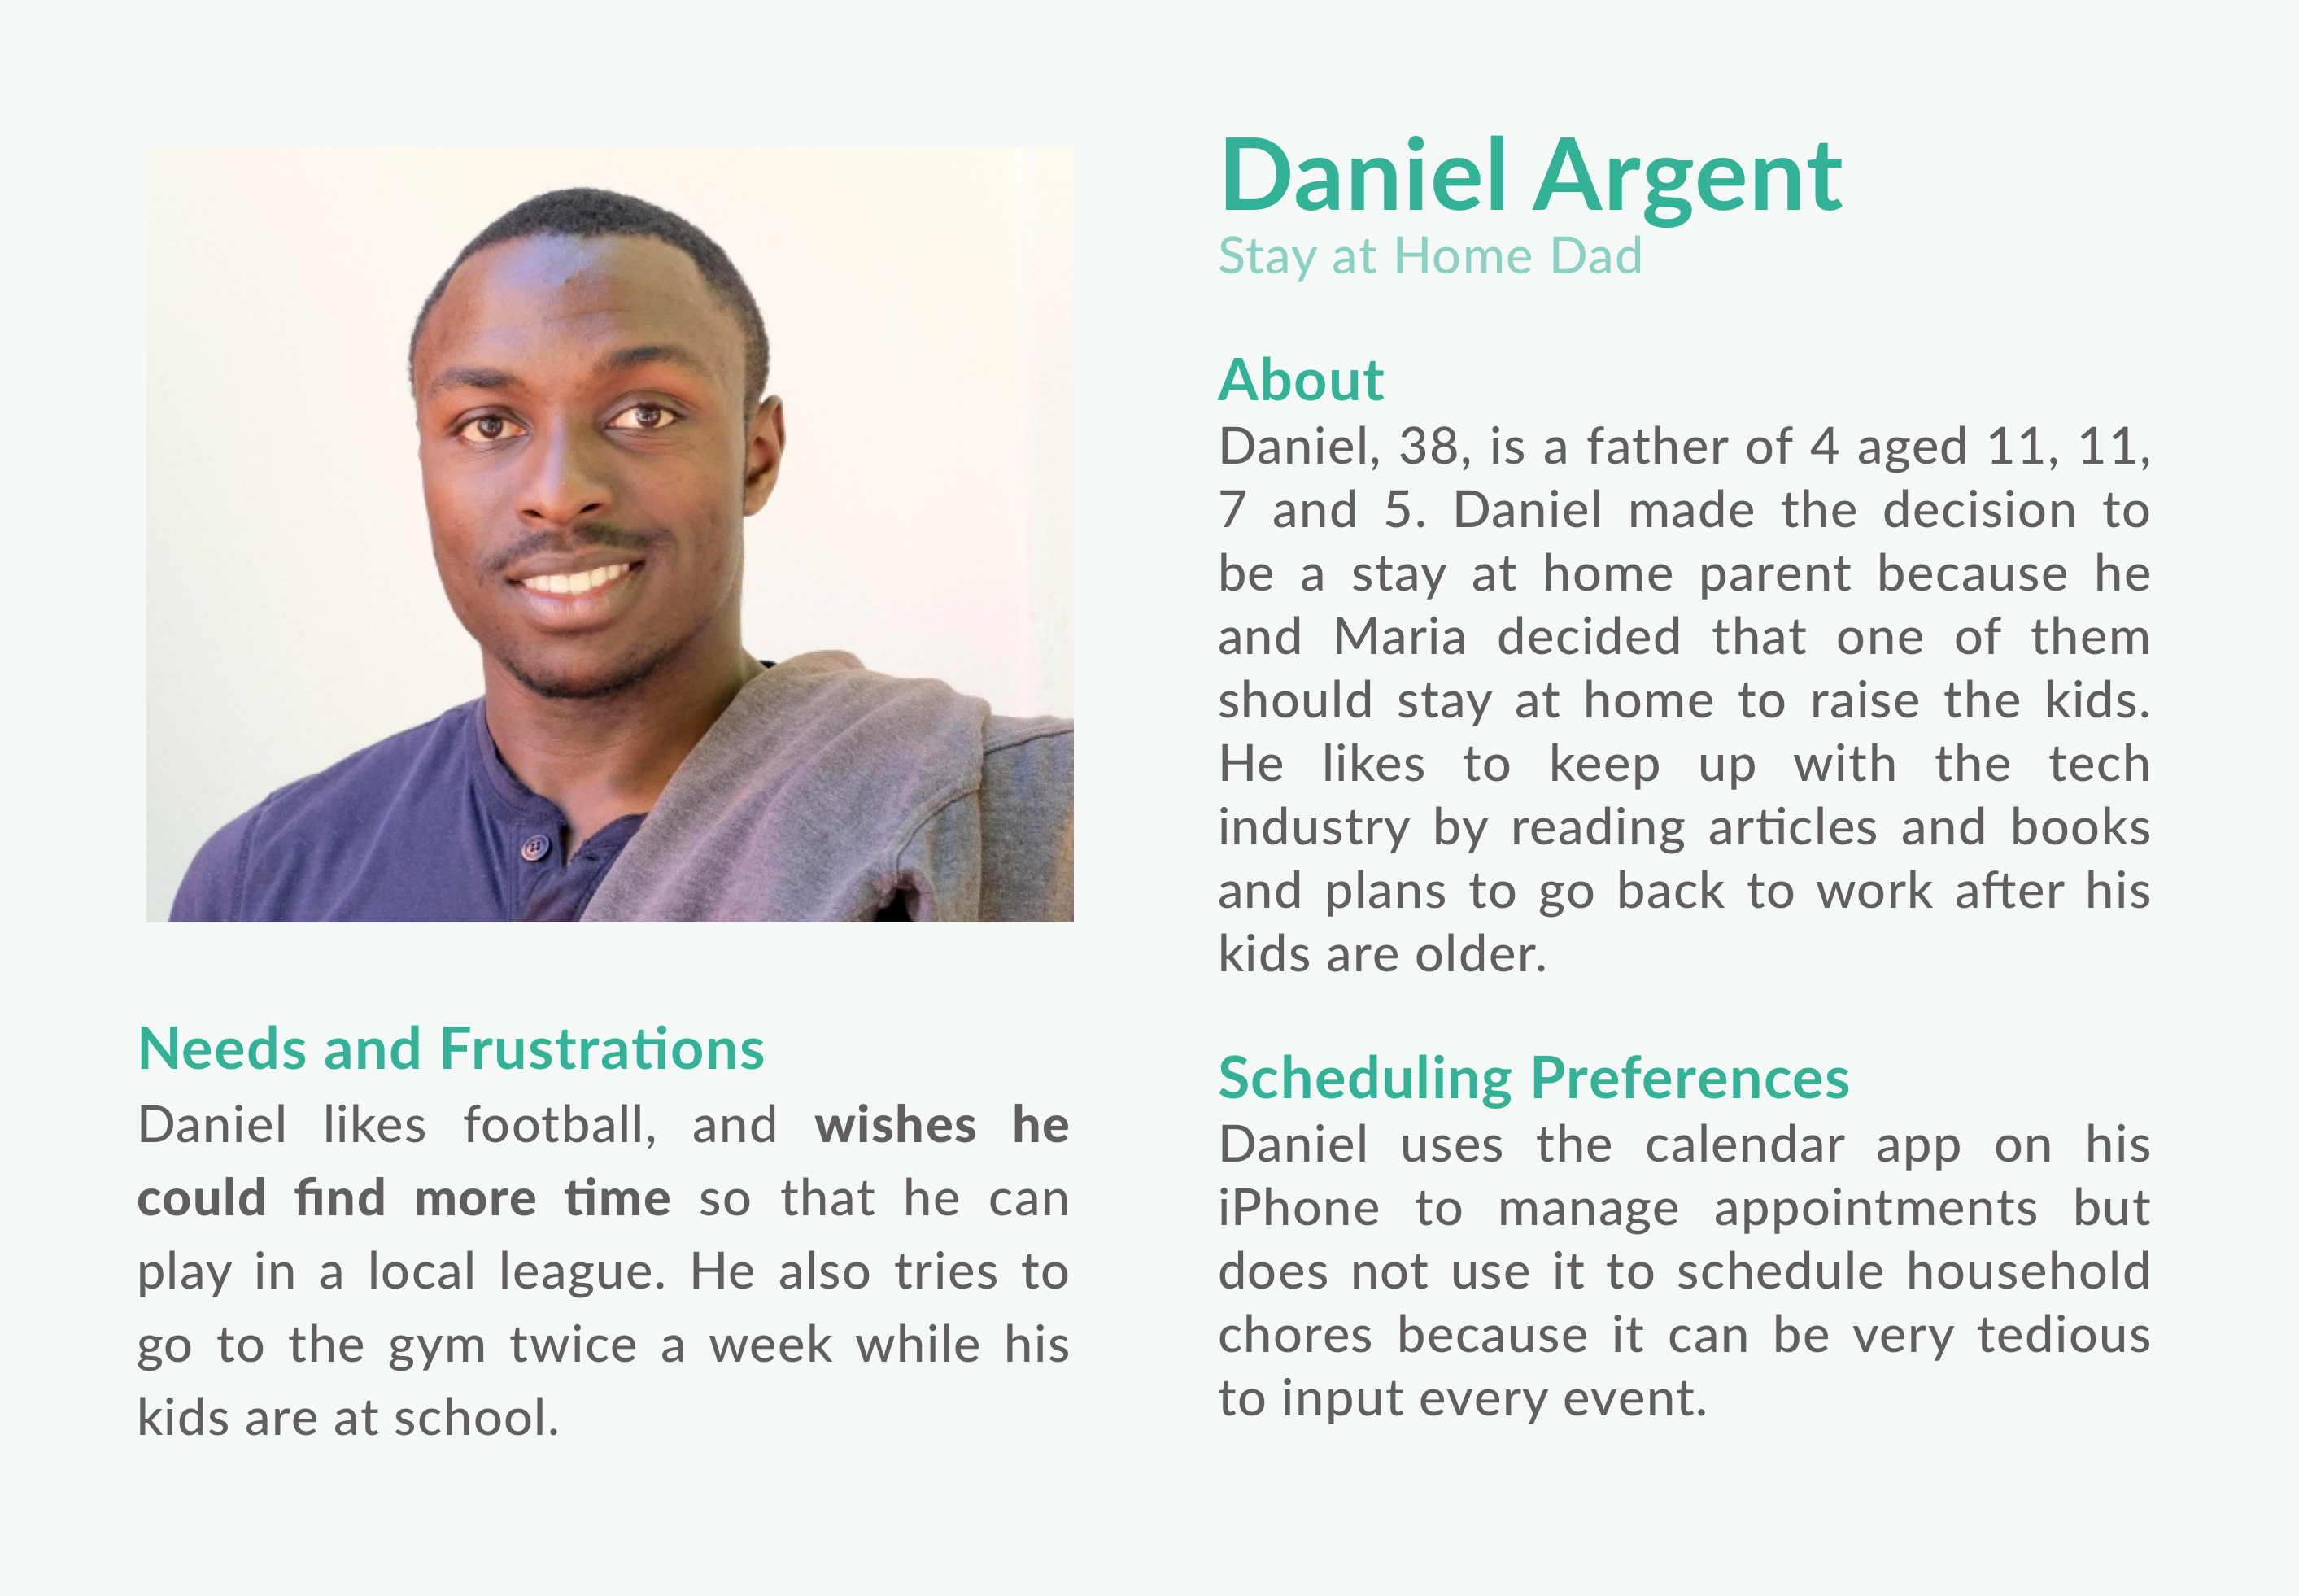 Daniel Argent
Stay at Home Dad
About
Daniel, 38, is a father of 4 aged 11, 11,
7 and 5. Daniel made the decision to
be a stay at home parent because he
and Maria decided that one of them
should stay at home to raise the kids.
He likes to keep up with the tech
industry by reading articles and books
and plans to go back to work after his
kids are older.
Needs and Frustrations
Daniel likes football, and wishes he
could find more time so that he can
play in a local league. He also tries to
go to the gym twice a week while his
kids are at school.
Scheduling Preferences
Daniel uses the calendar app on his
iPhone to manage appointments but
does not use it to schedule household
chores because it can be very tedious
to input every event.